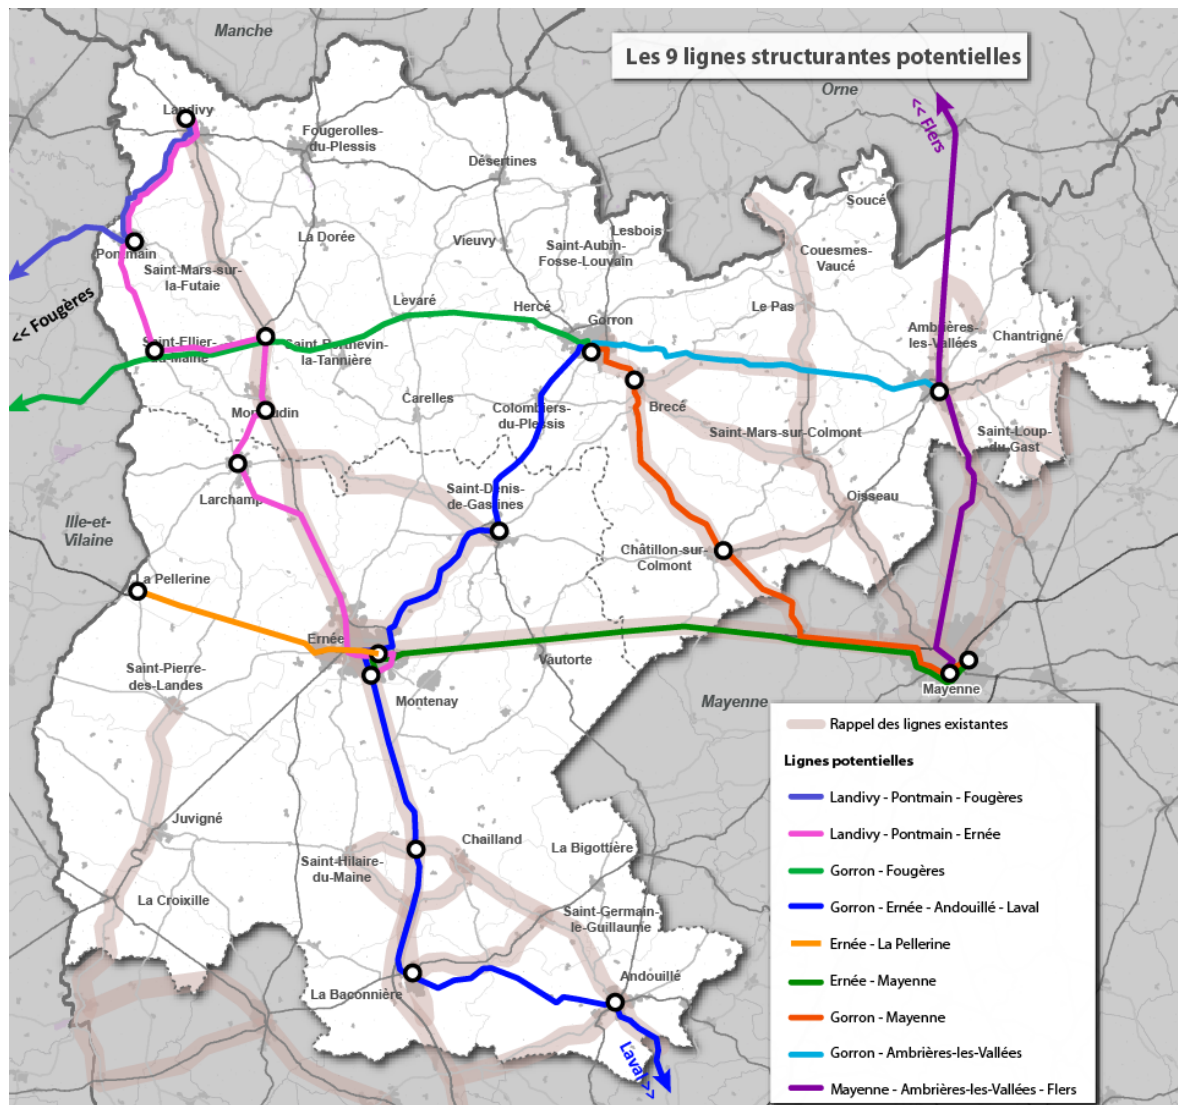 Manche
Les 9 lignes structurantes potentielles
Orne
<< Flers
Landivy
Fougerolles-
du-Plessis
Désertines
Soucé
Lesbois
La Dorée
Vieuvy
Saint-Aubin-
Fosse-Louvain
Couesmes-
Vaucé
Pontmain
Saint-Mars-sur-
la-Futaie
<< Fougères
Levaré
Hercé
Gorron
Le Pas
Ambrières-
les-Vallées
Chantrigné
Saint-Ellier-
du-Maine
Saint-Berthevin-
la-Tannière
Montaudin
Carelles
Colombiers-
du-Plessis
Brecé
Saint-Mars-sur-Colmont
Saint-Loup-
du-Gast
Larchamp
Saint-Denis-
de-Gastines
Oisseau
Ille-et-
Vilaine
Châtillon-sur-
Colmont
La Pellerine
Ernée
Vautorte
Saint-Pierre-
des-Landes
Montenay
Mayenne
Mayenne
Juvigné
Chailland
La Bigottière
Saint-Hilaire-
du-Maine
La Croixille
Saint-Germain-
le-Guillaume
La Baconnière
Andouillé
Laval >>
Rappel des lignes existantes
Lignes potentielles
Landivy - Pontmain - Fougères
Landivy - Pontmain - Ernée
Gorron - Fougères
Gorron - Ernée - Andouillé - Laval
Ernée - La Pellerine
Ernée - Mayenne
Gorron - Mayenne
Gorron - Ambrières-les-Vallées
Mayenne - Ambrières-les-Vallées - Flers